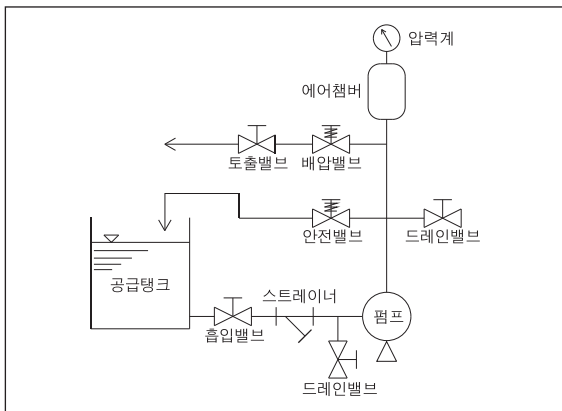 압력계
에어챔버
토출밸브
배압밸브
안전밸브
드레인밸브
공급탱크
스트레이너
흡입밸브
펌프
드레인밸브